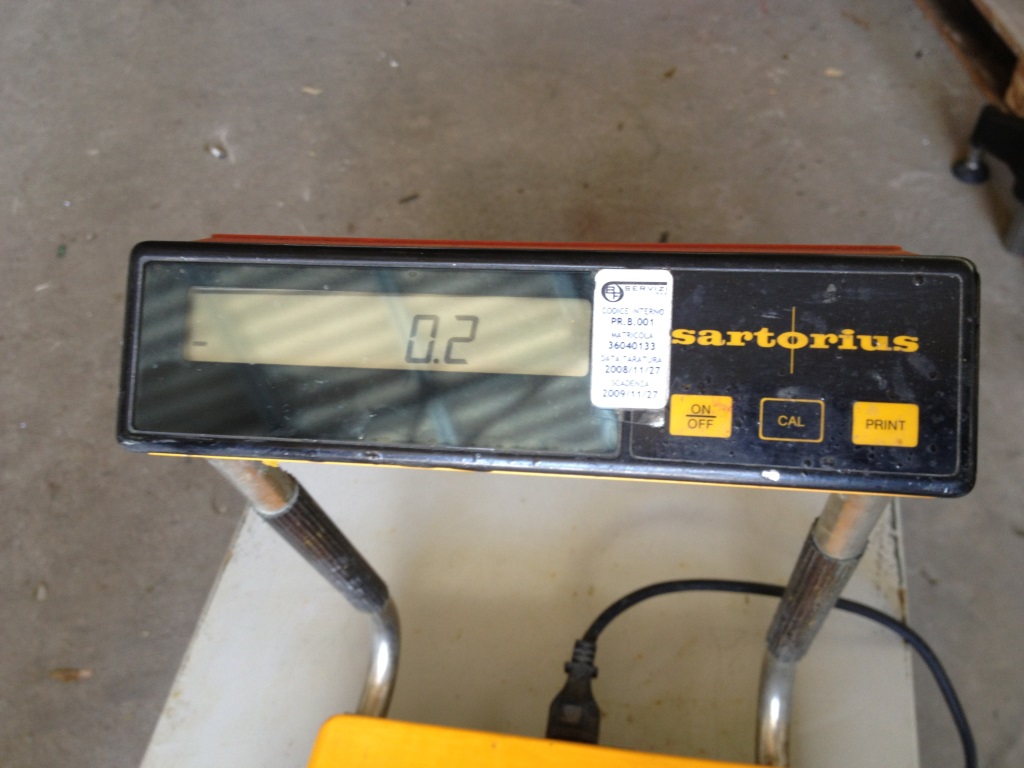 - 0.2
SERVIZI
CODICE INTERNO
PR.B.001
MATRICOLA
36040133
DATA TARATURA
2008/11/27
SCADENZA
2009/11/27
sartorius
ON
OFF
CAL
PRINT